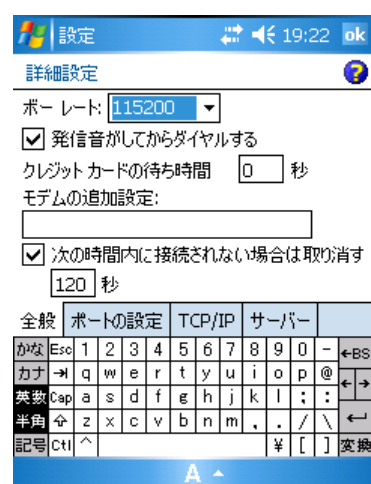 設定 19:22 ok
詳細設定
ボー レート: 115200
発信音がしてからダイヤルする
クレジット カードの待ち時間 0 秒
モデムの追加設定:
次の時間内に接続されない場合は取り消す
120 秒
全般 ポートの設定 TCP/IP サーバー
かな Esc 1 2 3 4 5 6 7 8 9 0 - ←BS
カナ →| q w e r t y u i o p @ ← →
英数 Cap a s d f g h j k l ; :
半角 z x c v b n m , . / \
記号 Ctl ^ ¥ [ ] 変換
A